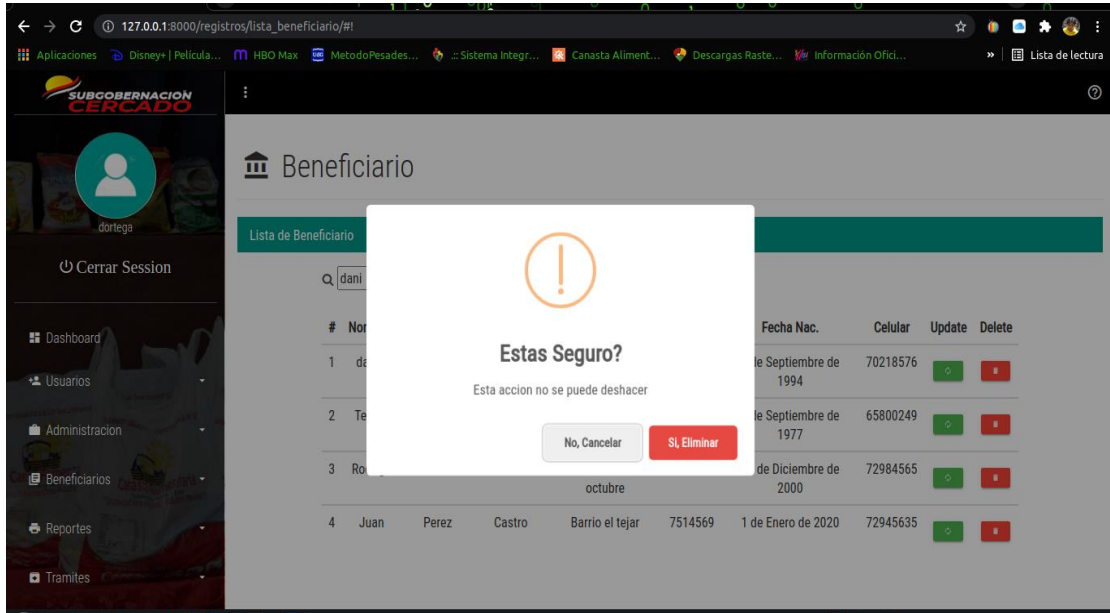 127.0.0.1:8000/registros/lista_beneficiario/#!
Aplicaciones Disney+ | Película... HBO Max MetodoPesades... .:: Sistema Integr... Canasta Aliment... Descargas Raste... Información Ofici... » Lista de lectura
SUBGOBERNACION
CERCADO
Beneficiario
dortega
Lista de Beneficiario
Cerrar Session
dani
# Fecha Nac. Celular Update Delete
Dashboard
Estas Seguro?
1 de Septiembre de 70218576
1994
Usuarios
Esta accion no se puede deshacer
2 de Septiembre de 65800249
1977
Administracion
No, Cancelar Si, Eliminar
3 de Diciembre de 72984565
octubre 2000
Beneficiarios
4 Juan Perez Castro Barrio el tejar 7514569 1 de Enero de 2020 72945635
Reportes
Tramites